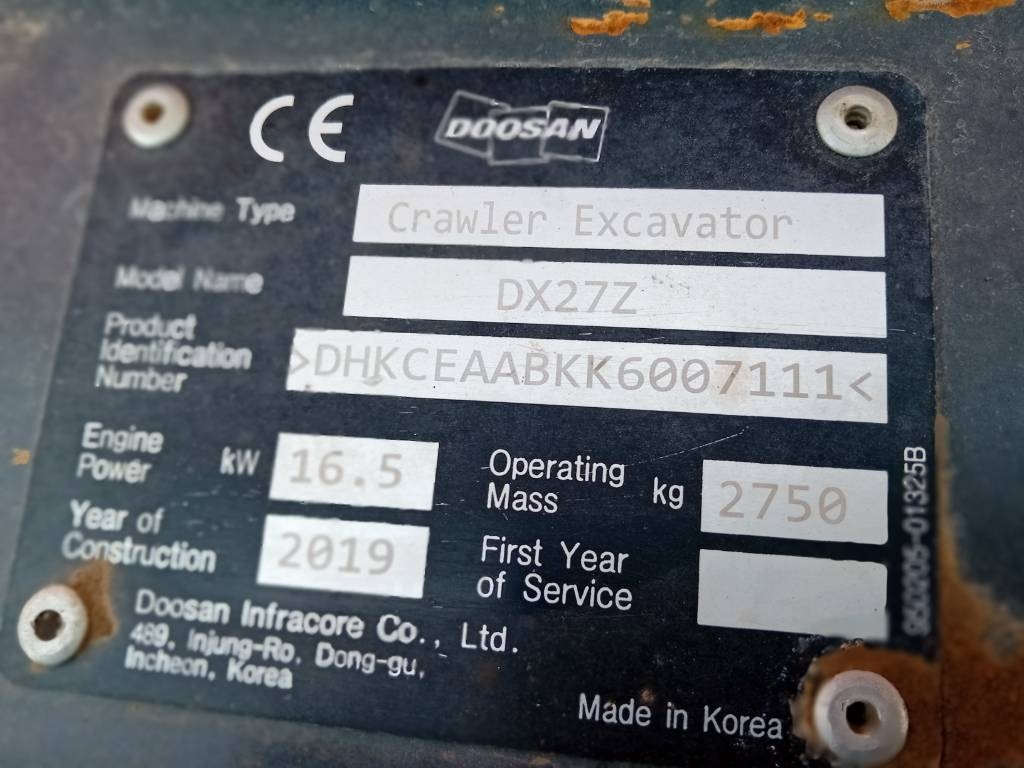 CE DOOSAN
Machine Type Crawler Excavator
Model Name DX27Z
Product
Identification
Number >DHKCEAABKK6007111<
Engine
Power kW 16.5
Operating
Mass kg 2750
Year of
Construction 2019
First Year
of Service
Doosan Infracore Co., Ltd.
489, Injung-Ro, Dong-gu,
Incheon, Korea
Made in Korea
950205-01325B